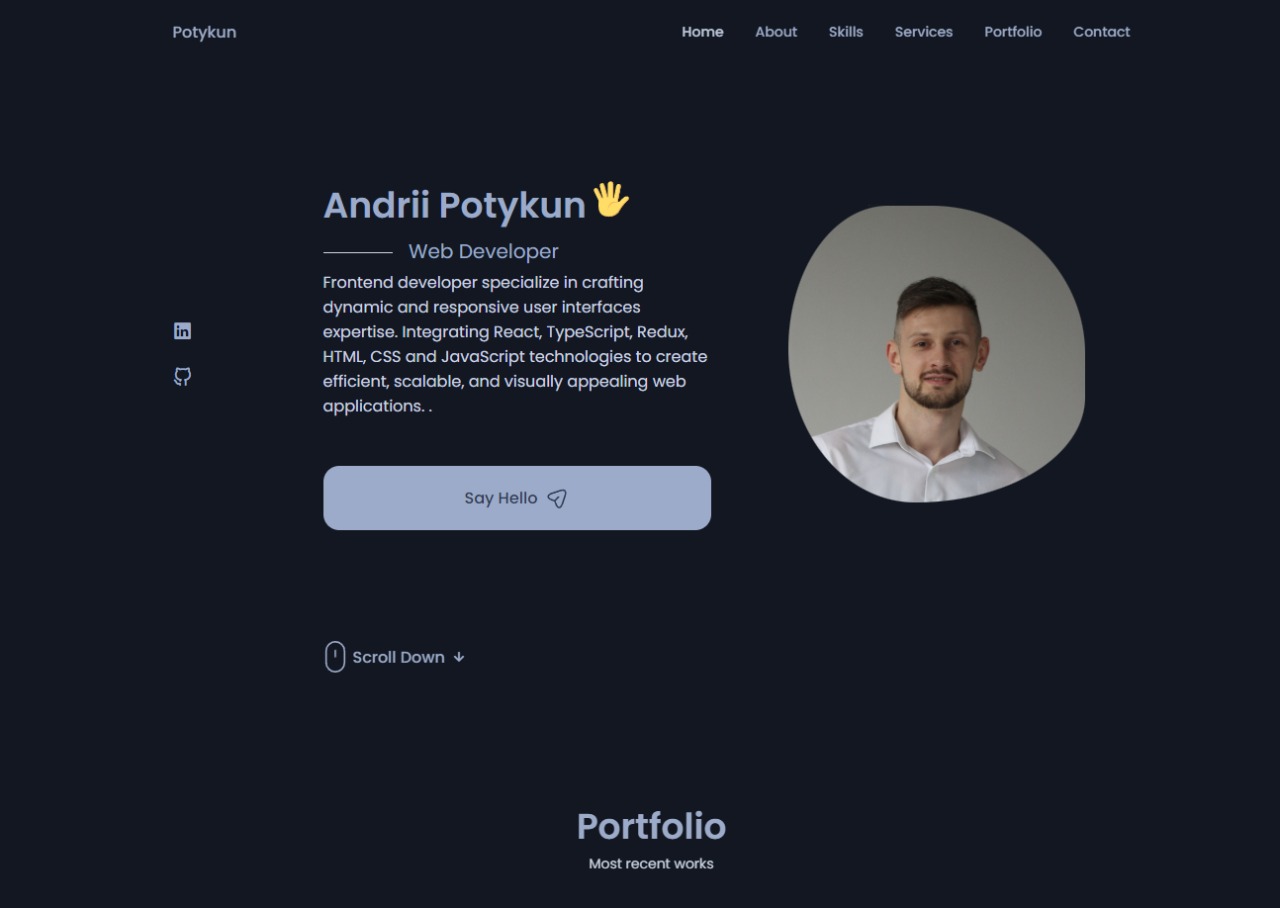 Potykun
Home About Skills Services Portfolio Contact
Andrii Potykun
Web Developer
Frontend developer specialize in crafting
dynamic and responsive user interfaces
expertise. Integrating React, TypeScript, Redux,
HTML, CSS and JavaScript technologies to create
efficient, scalable, and visually appealing web
applications. .
in
Say Hello
Scroll Down
Portfolio
Most recent works